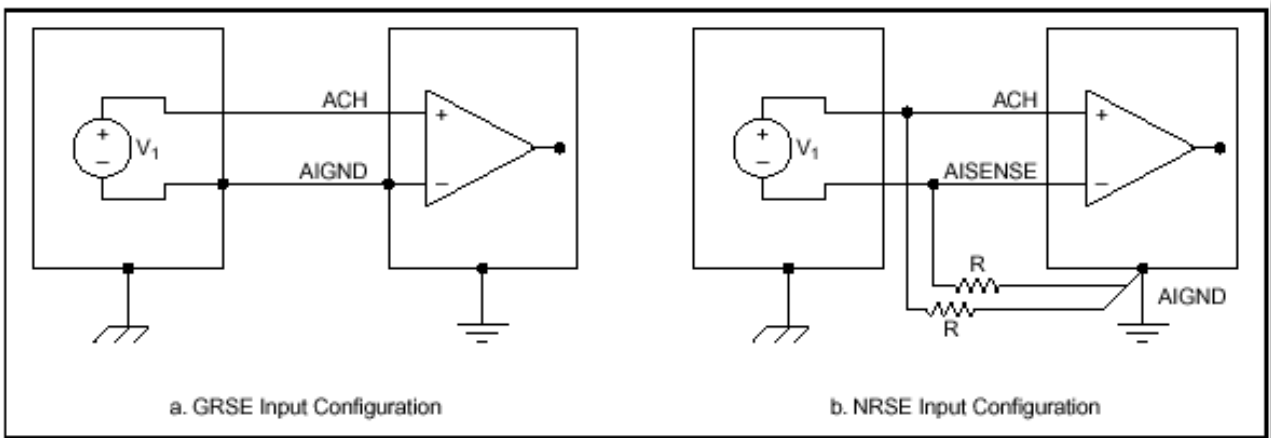 ACH
+
+
−
V1
AIGND
−
a. GRSE Input Configuration
ACH
+
+
−
V1
AISENSE
−
R
R
AIGND
b. NRSE Input Configuration